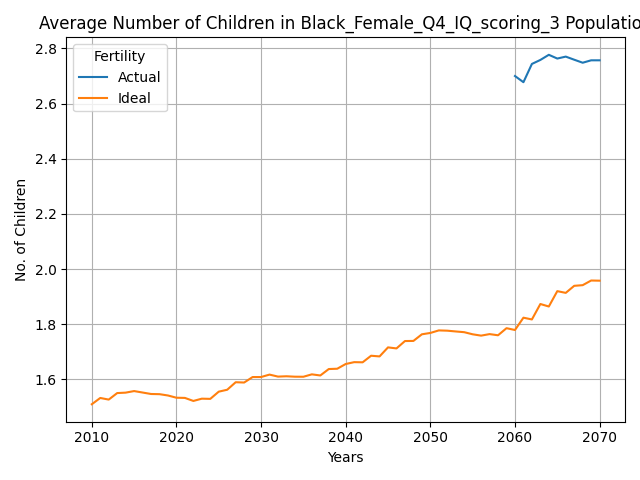 Average Number of Children in Black_Female_Q4_IQ_scoring_3 Populatio
Fertility
Actual
Ideal
2.8
2.6
2.4
2.2
2.0
1.8
1.6
No. of Children
2010 2020 2030 2040 2050 2060 2070
Years